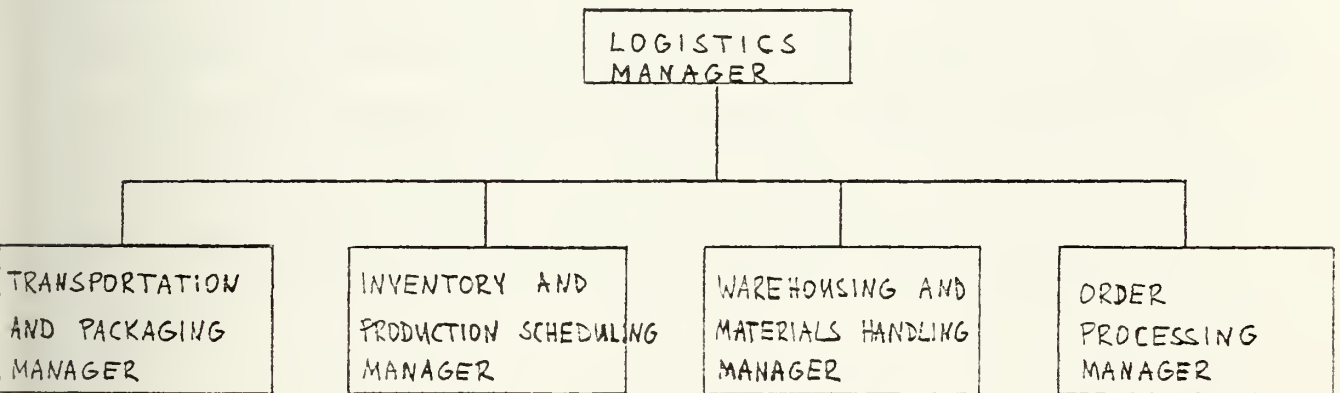 LOGISTICS
MANAGER
TRANSPORTATION
AND PACKAGING
MANAGER
INVENTORY AND
PRODUCTION SCHEDULING
MANAGER
WAREHOUSING AND
MATERIALS HANDLING
MANAGER
ORDER
PROCESSING
MANAGER